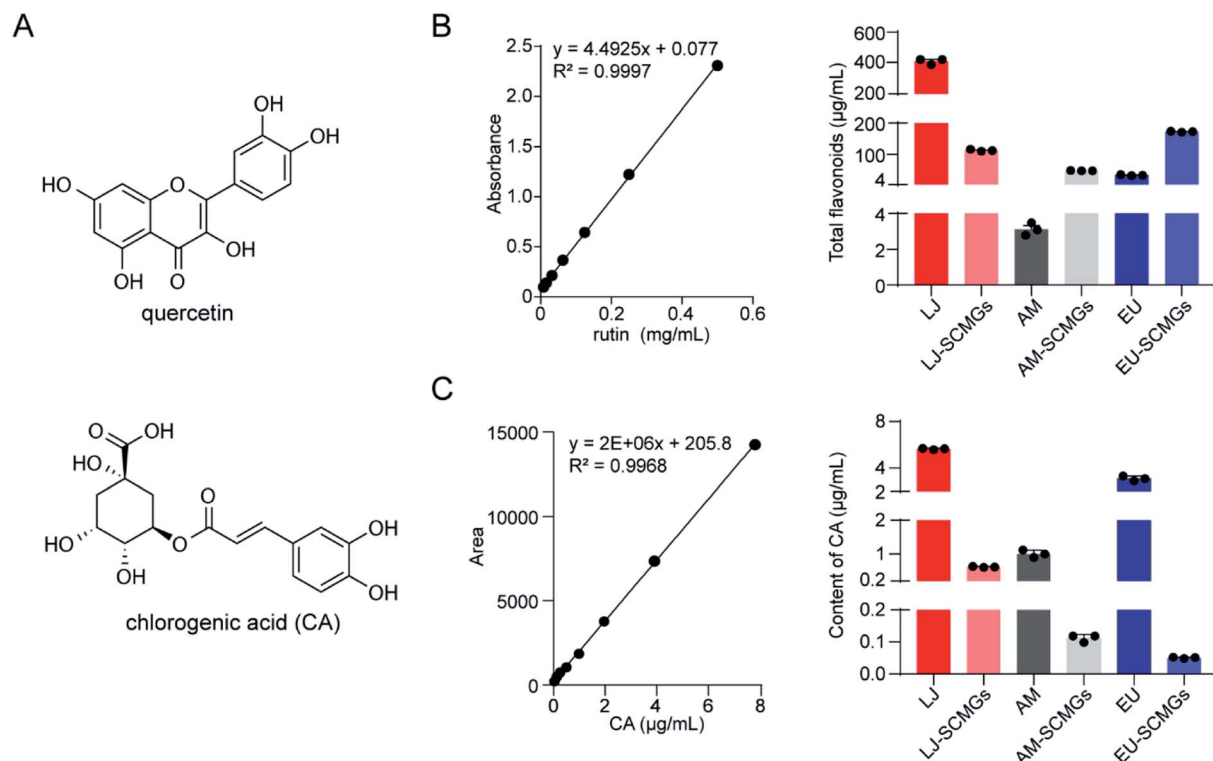 A
OH
OH
HO
O
OH
OH
O
quercetin
O
OH
HO
O
HO
O
OH
OH
OH
chlorogenic acid (CA)
B
y = 4.4925x + 0.077
R² = 0.9997
Absorbance
2.5
2.0
1.5
1.0
0.5
0
0
0.2
0.4
0.6
rutin (mg/mL)
Total flavonoids (µg/mL)
600
400
200
200
100
4
4
2
0
LJ
LJ-SCMGs
AM
AM-SCMGs
EU
EU-SCMGs
C
y = 2E+06x + 205.8
R² = 0.9968
Area
15000
10000
5000
0
0
2
4
6
8
CA (µg/mL)
Content of CA (µg/mL)
8
6
4
2
2
1
0.2
0.2
0.1
0.0
LJ
LJ-SCMGs
AM
AM-SCMGs
EU
EU-SCMGs